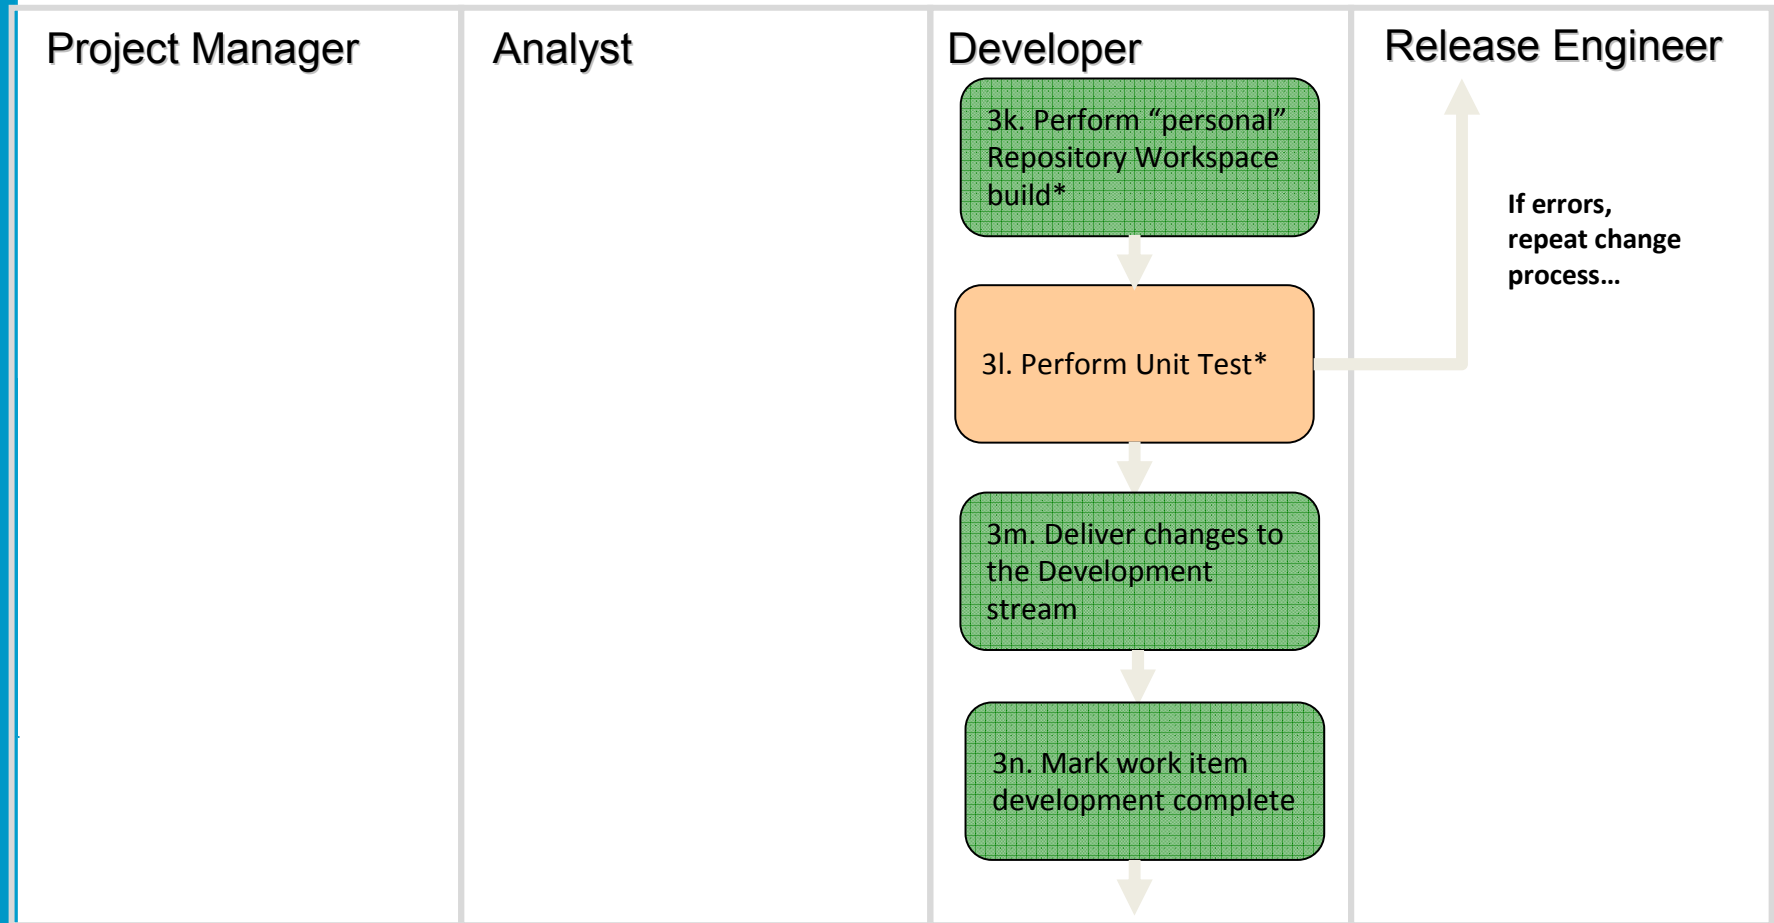 Project Manager
Analyst
Developer
Release Engineer
3k. Perform “personal”
Repository Workspace
build*
If errors,
repeat change
process…
3l. Perform Unit Test*
3m. Deliver changes to
the Development
stream
3n. Mark work item
development complete